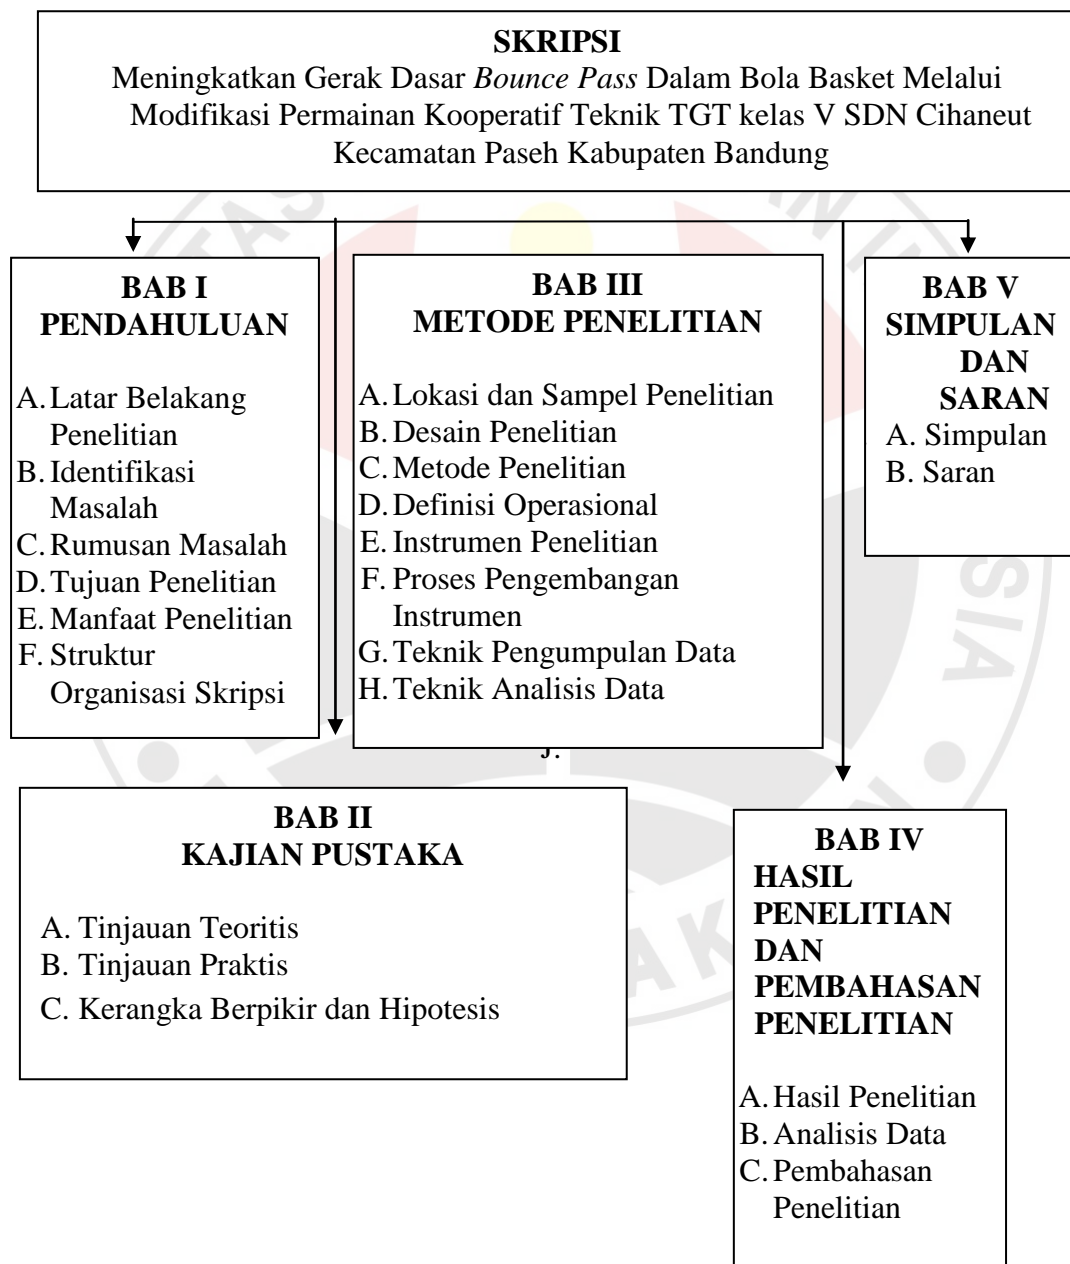 SKRIPSI
Meningkatkan Gerak Dasar Bounce Pass Dalam Bola Basket Melalui
Modifikasi Permainan Kooperatif Teknik TGT kelas V SDN Cihaneut
Kecamatan Paseh Kabupaten Bandung
BAB I
PENDAHULUAN
A. Latar Belakang
Penelitian
B. Identifikasi
Masalah
C. Rumusan Masalah
D. Tujuan Penelitian
E. Manfaat Penelitian
F. Struktur
Organisasi Skripsi
BAB III
METODE PENELITIAN
A. Lokasi dan Sampel Penelitian
B. Desain Penelitian
C. Metode Penelitian
D. Definisi Operasional
E. Instrumen Penelitian
F. Proses Pengembangan
Instrumen
G. Teknik Pengumpulan Data
H. Teknik Analisis Data
BAB V
SIMPULAN
DAN
SARAN
A. Simpulan
B. Saran
BAB II
KAJIAN PUSTAKA
A. Tinjauan Teoritis
B. Tinjauan Praktis
C. Kerangka Berpikir dan Hipotesis
BAB IV
HASIL
PENELITIAN
DAN
PEMBAHASAN
PENELITIAN
A. Hasil Penelitian
B. Analisis Data
C. Pembahasan
Penelitian